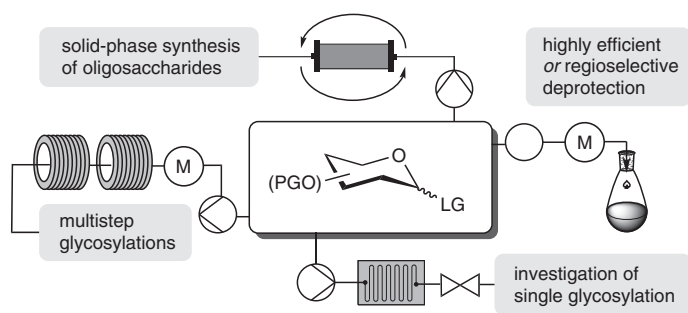 solid-phase synthesis
of oligosaccharides
highly efficient
or regioselective
deprotection
M
M
O
(PGO)
LG
multistep
glycosylations
investigation of
single glycosylation